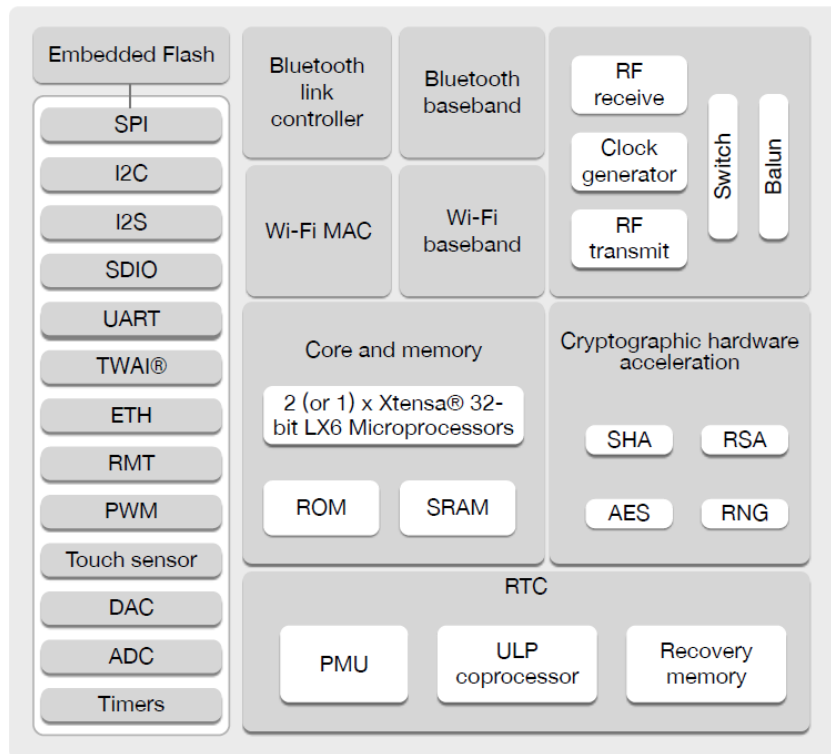 Embedded Flash
SPI
I2C
I2S
SDIO
UART
TWAI®
ETH
RMT
PWM
Touch sensor
DAC
ADC
Timers
Bluetooth
link
controller
Bluetooth
baseband
Wi-Fi MAC
Wi-Fi
baseband
RF
receive
Clock
generator
RF
transmit
Switch
Balun
Core and memory
2 (or 1) x Xtensa® 32-
bit LX6 Microprocessors
ROM
SRAM
Cryptographic hardware
acceleration
SHA
RSA
AES
RNG
RTC
PMU
ULP
coprocessor
Recovery
memory